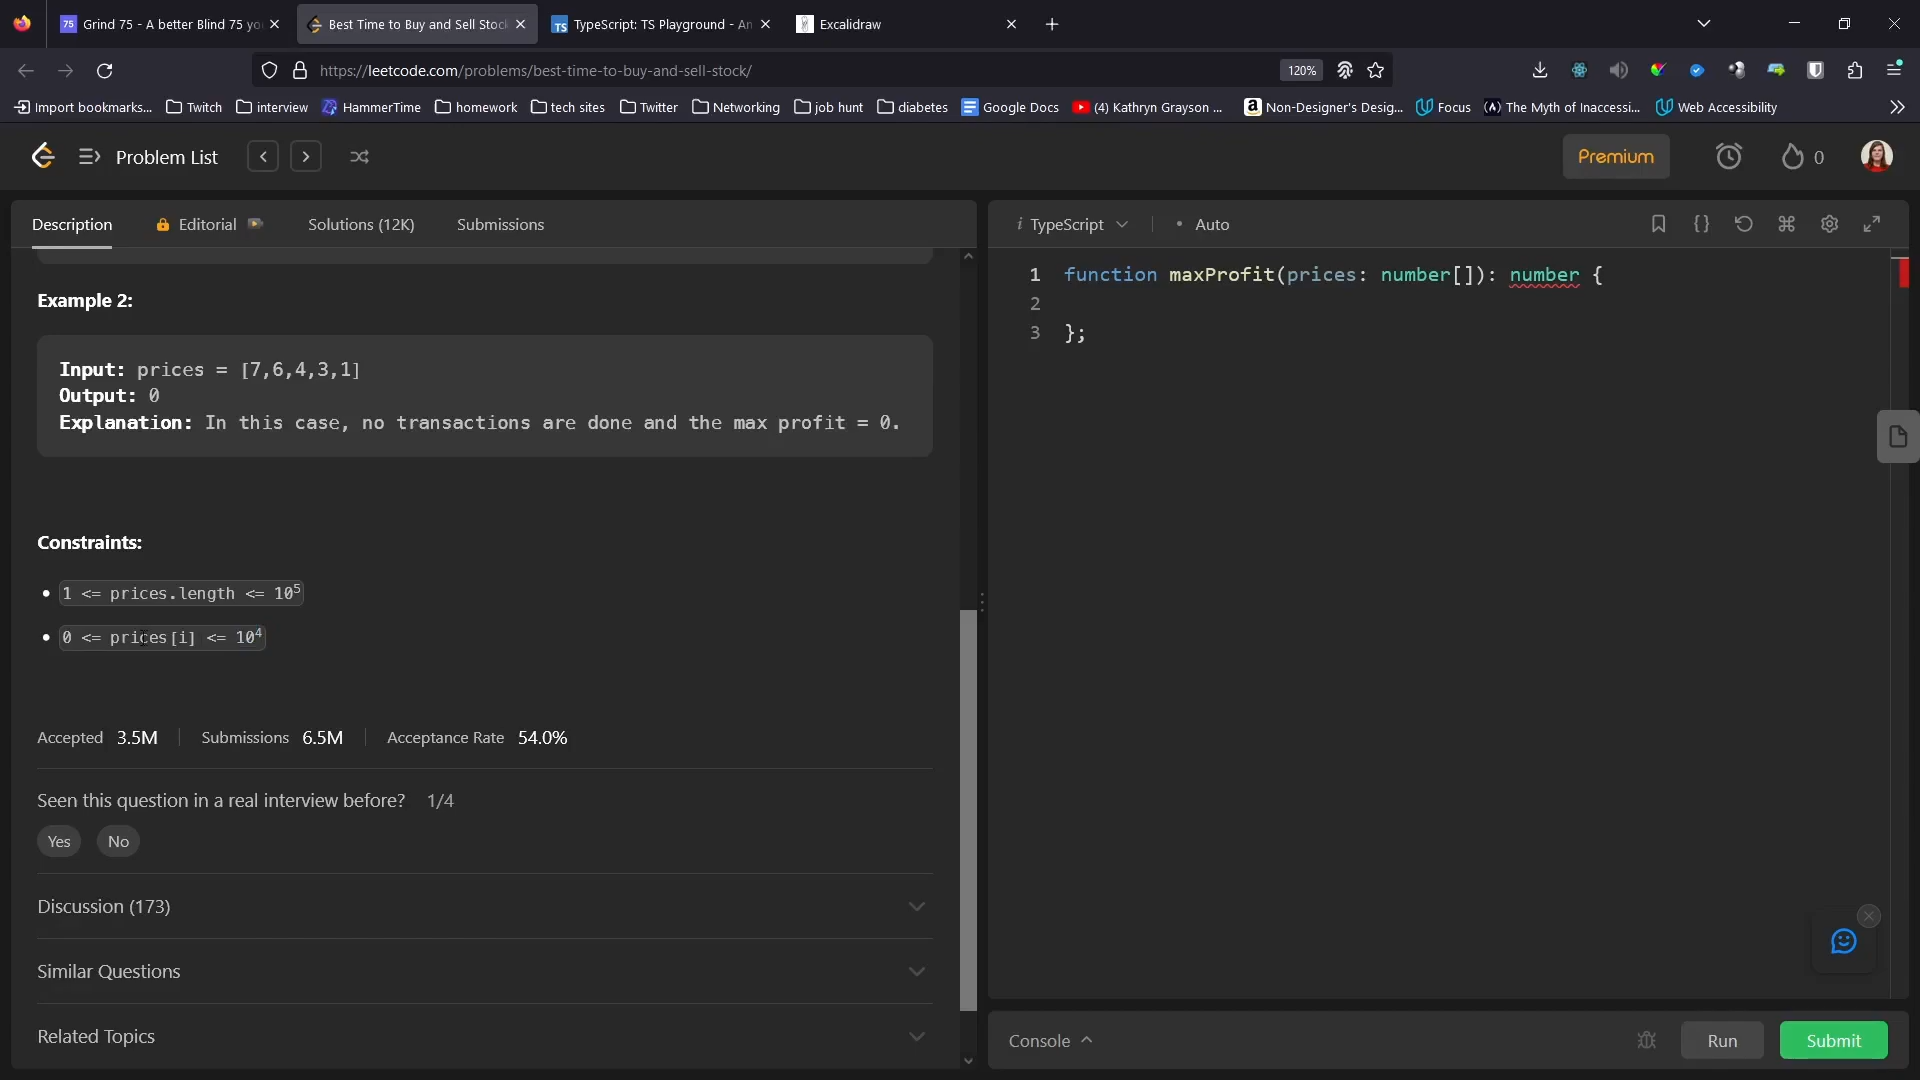 75 Grind 75 - A better Blind 75 yo
Best Time to Buy and Sell Stoc
TS TypeScript: TS Playground - An
Excalidraw
https://leetcode.com/problems/best-time-to-buy-and-sell-stock/
120%
Import bookmarks... Twitch interview HammerTime homework tech sites Twitter Networking job hunt diabetes Google Docs (4) Kathryn Grayson ... a Non-Designer's Desig... Focus The Myth of Inaccessi... Web Accessibility
Problem List
Premium
0
Description Editorial Solutions (12K) Submissions
Example 2:
Input: prices = [7,6,4,3,1]
Output: 0
Explanation: In this case, no transactions are done and the max profit = 0.
Constraints:
1 <= prices.length <= 10⁵
0 <= prices[i] <= 10⁴
Accepted 3.5M Submissions 6.5M Acceptance Rate 54.0%
Seen this question in a real interview before? 1/4
Yes No
Discussion (173)
Similar Questions
Related Topics
i TypeScript • Auto
1 function maxProfit(prices: number[]): number {
2
3 };
Console Run Submit